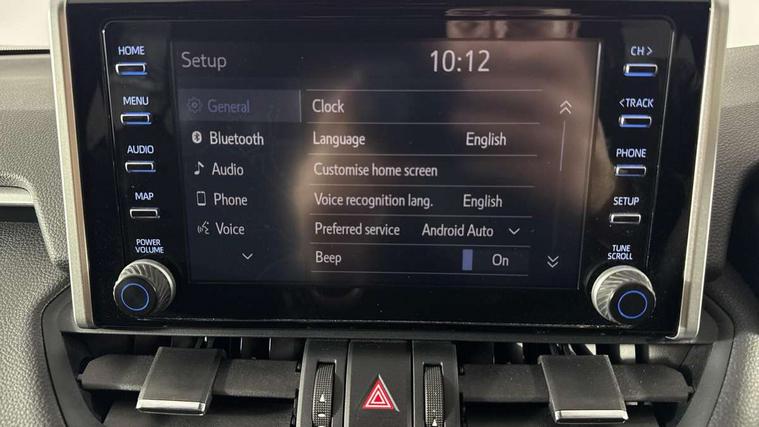 HOME
MENU
AUDIO
MAP
POWER
VOLUME
Setup 10:12
General
Bluetooth
Audio
Phone
Voice
Clock
Language English
Customise home screen
Voice recognition lang. English
Preferred service Android Auto
Beep On
CH >
< TRACK
PHONE
SETUP
TUNE
SCROLL